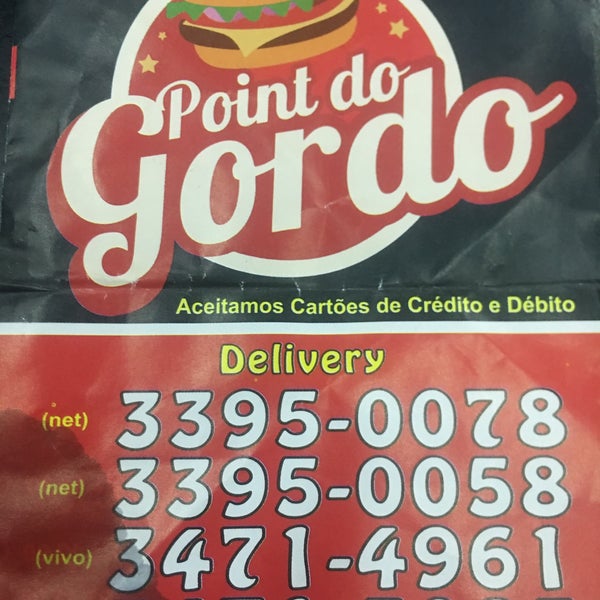 Point do
Gordo
Aceitamos Cartões de Crédito e Débito
Delivery
(net) 3395-0078
(net) 3395-0058
(vivo) 3471-4961